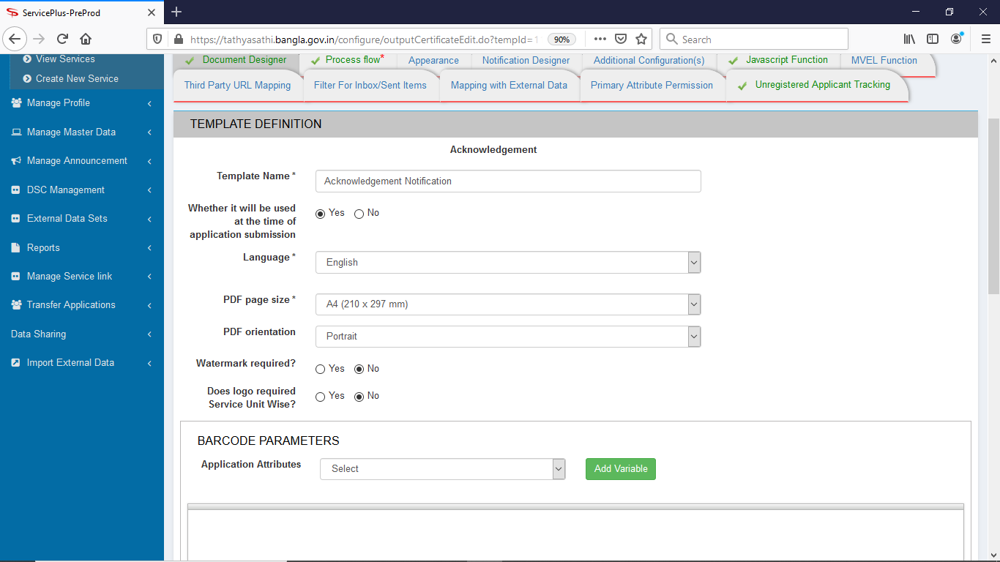 ServicePlus-PreProd
https://tathyasathi.bangla.gov.in/configure/outputCertificateEdit.do?tempId=
90%
Search
View Services
Create New Service
Manage Profile
Manage Master Data
Manage Announcement
DSC Management
External Data Sets
Reports
Manage Service link
Transfer Applications
Data Sharing
Import External Data
Document Designer
Process flow*
Appearance
Notification Designer
Additional Configuration(s)
Javascript Function
MVEL Function
Third Party URL Mapping
Filter For Inbox/Sent Items
Mapping with External Data
Primary Attribute Permission
Unregistered Applicant Tracking
TEMPLATE DEFINITION
Acknowledgement
Template Name *
Acknowledgement Notification
Whether it will be used
at the time of
application submission
Yes No
Language *
English
PDF page size *
A4 (210 x 297 mm)
PDF orientation
Portrait
Watermark required?
Yes No
Does logo required
Service Unit Wise?
Yes No
BARCODE PARAMETERS
Application Attributes
Select
Add Variable